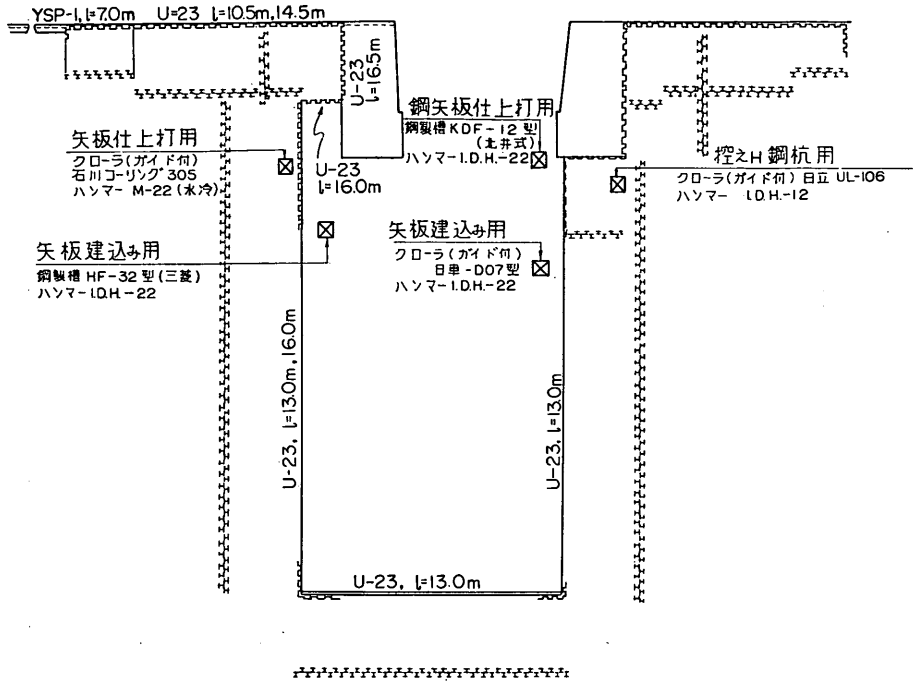 YSP-1, l=7.0m U=23 l=10.5m, 14.5m
U-23
l=16.5m
鋼矢板仕上打用
鋼製櫓 KDF-12 型
(北井式)
ハンマー I.D.H.-22
矢板仕上打用
クローラ(ガイド付)
石川コーリング 305
ハンマー M-22 (水冷)
U-23
l=16.0m
控えH鋼杭用
クローラ(ガイド付) 日立 UL-106
ハンマー I.D.H.-12
矢板建込み用
鋼製櫓 HF-32 型 (三菱)
ハンマー I.D.H.-22
矢板建込み用
クローラ(ガイド付)
日車-D07型
ハンマー I.D.H.-22
U-23, l=13.0m, 16.0m
U-23, l=13.0m
U-23, l=13.0m